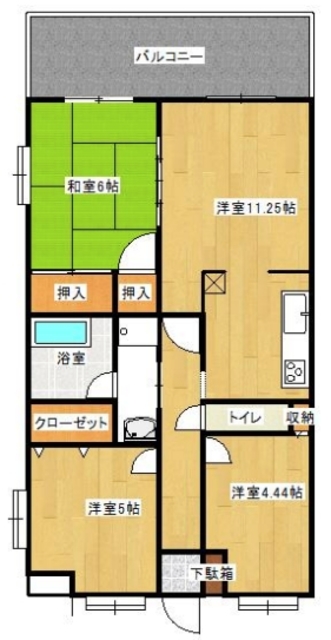 バルコニー
和室6帖
洋室11.25帖
押入
押入
浴室
クローゼット
トイレ
収納
洋室4.44帖
洋室5帖
下駄箱